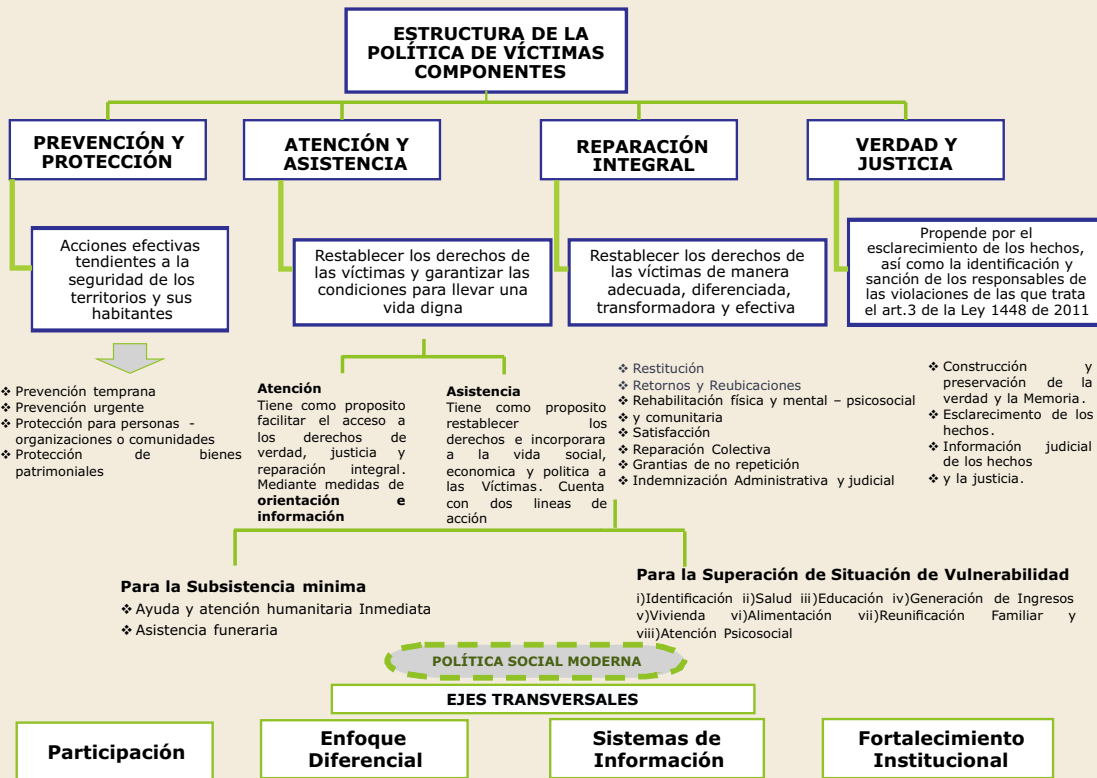 ESTRUCTURA DE LA
POLÍTICA DE VÍCTIMAS
COMPONENTES
PREVENCIÓN Y
PROTECCIÓN
ATENCIÓN Y
ASISTENCIA
REPARACIÓN
INTEGRAL
VERDAD Y
JUSTICIA
Acciones efectivas
tendientes a la
seguridad de los
territorios y sus
habitantes
Restablecer los derechos de
las víctimas y garantizar las
condiciones para llevar una
vida digna
Restablecer los derechos de
las víctimas de manera
adecuada, diferenciada,
transformadora y efectiva
Propende por el
esclarecimiento de los hechos,
así como la identificación y
sanción de los responsables de
las violaciones de las que trata
el art.3 de la Ley 1448 de 2011
❖ Prevención temprana
❖ Prevención urgente
❖ Protección para personas -
organizaciones o comunidades
❖ Protección de bienes
patrimoniales
Atención
Tiene como proposito
facilitar el acceso a
los derechos de
verdad, justicia y
reparación integral.
Mediante medidas de
orientación e
información
Asistencia
Tiene como proposito
restablecer los
derechos e incorporara
a la vida social,
economica y politica a
las Víctimas. Cuenta
con dos lineas de
acción
❖ Restitución
❖ Retornos y Reubicaciones
❖ Rehabilitación física y mental – psicosocial
❖ y comunitaria
❖ Satisfacción
❖ Reparación Colectiva
❖ Grantias de no repetición
❖ Indemnización Administrativa y judicial
❖ Construcción y
preservación de la
verdad y la Memoria.
❖ Esclarecimento de los
hechos.
❖ Información judicial
de los hechos
❖ y la justicia.
Para la Subsistencia minima
❖ Ayuda y atención humanitaria Inmediata
❖ Asistencia funeraria
Para la Superación de Situación de Vulnerabilidad
i)Identificación ii)Salud iii)Educación iv)Generación de Ingresos
v)Vivienda vi)Alimentación vii)Reunificación Familiar y
viii)Atención Psicosocial
POLÍTICA SOCIAL MODERNA
EJES TRANSVERSALES
Participación
Enfoque
Diferencial
Sistemas de
Información
Fortalecimiento
Institucional